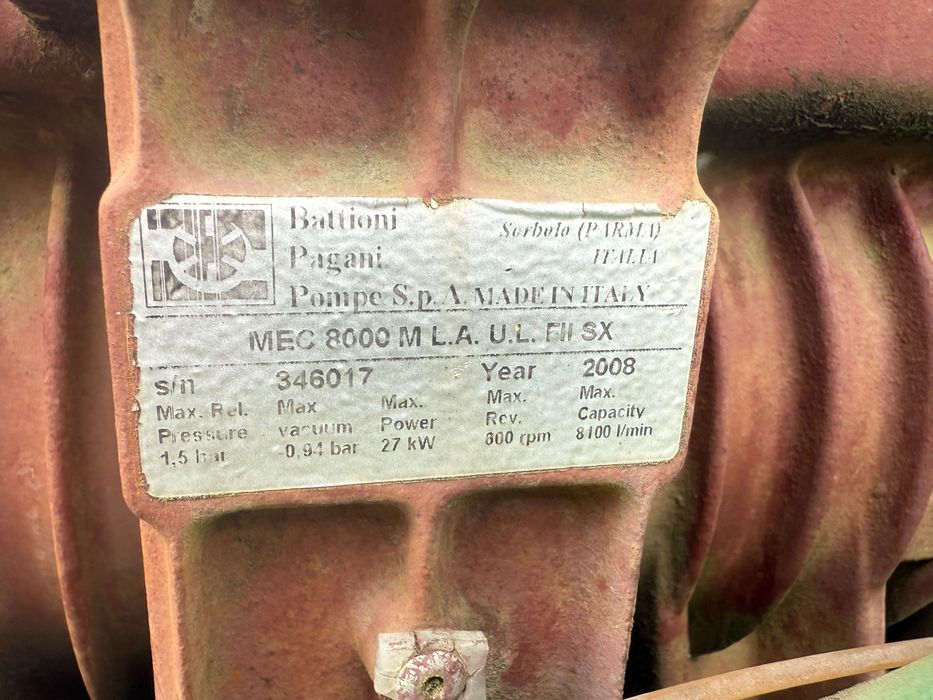 Battioni
Pagani
Pompe S.p.A. MADE IN ITALY
Sorbolo (PARMA)
ITALIA
MEC 8000 M L.A. U.L. FII SX
s/n 346017 Year 2008
Max. Rel. Pressure 1,5 bar
Max vacuum -0,94 bar
Max. Power 27 kW
Max. Rev. 800 rpm
Max. Capacity 8100 l/min